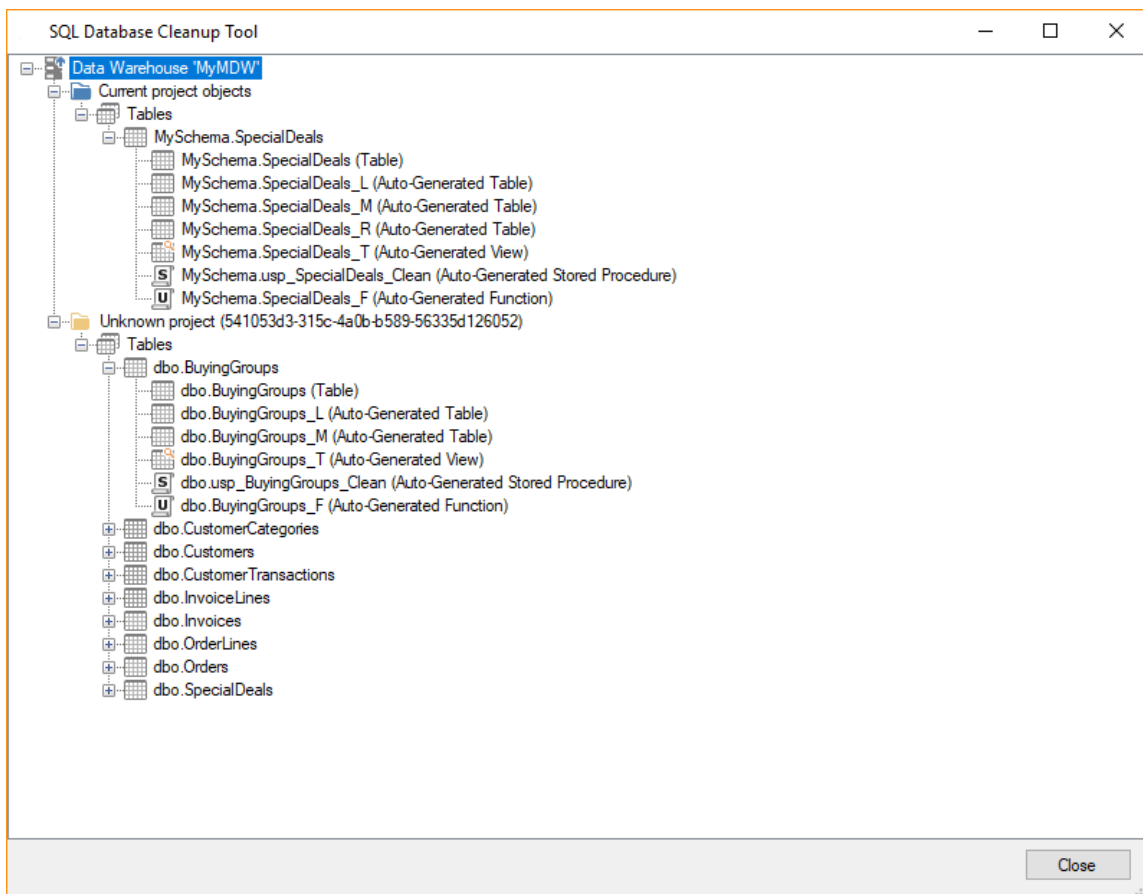 SQL Database Cleanup Tool
Data Warehouse 'MyMDW'
Current project objects
Tables
MySchema.SpecialDeals
MySchema.SpecialDeals (Table)
MySchema.SpecialDeals_L (Auto-Generated Table)
MySchema.SpecialDeals_M (Auto-Generated Table)
MySchema.SpecialDeals_R (Auto-Generated Table)
MySchema.SpecialDeals_T (Auto-Generated View)
S MySchema.usp_SpecialDeals_Clean (Auto-Generated Stored Procedure)
U MySchema.SpecialDeals_F (Auto-Generated Function)
Unknown project (541053d3-315c-4a0b-b589-56335d126052)
Tables
dbo.BuyingGroups
dbo.BuyingGroups (Table)
dbo.BuyingGroups_L (Auto-Generated Table)
dbo.BuyingGroups_M (Auto-Generated Table)
dbo.BuyingGroups_T (Auto-Generated View)
S dbo.usp_BuyingGroups_Clean (Auto-Generated Stored Procedure)
U dbo.BuyingGroups_F (Auto-Generated Function)
dbo.CustomerCategories
dbo.Customers
dbo.CustomerTransactions
dbo.InvoiceLines
dbo.Invoices
dbo.OrderLines
dbo.Orders
dbo.SpecialDeals
Close